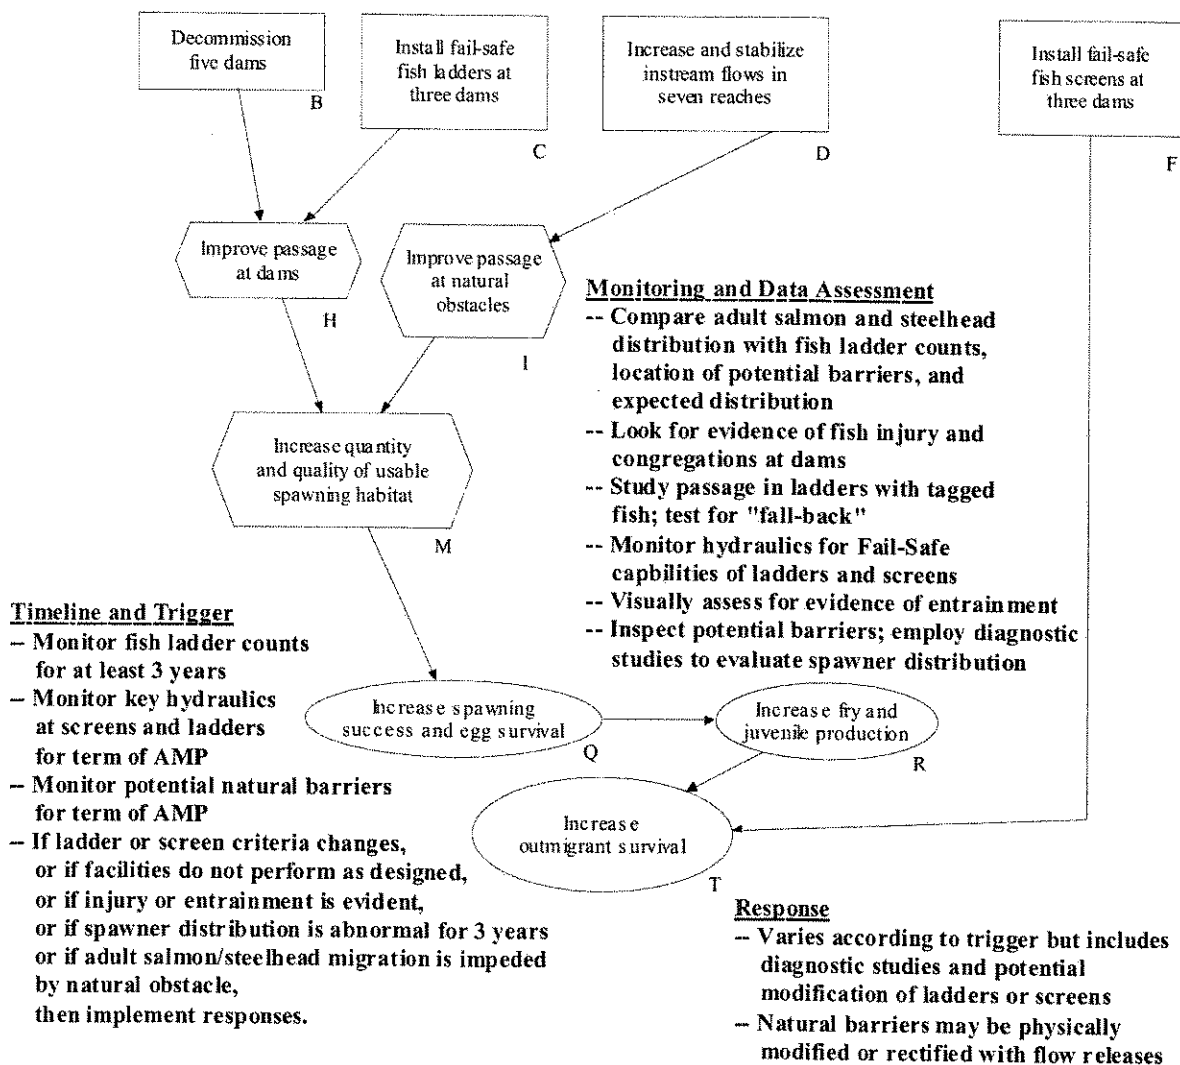 Decommission
five dams
B
Install fail-safe
fish ladders at
three dams
C
Increase and stabilize
instream flows in
seven reaches
D
Install fail-safe
fish screens at
three dams
F
Improve passage
at dams
H
Improve passage
at natural
obstacles
I
Increase quantity
and quality of usable
spawning habitat
M
Monitoring and Data Assessment
-- Compare adult salmon and steelhead
distribution with fish ladder counts,
location of potential barriers, and
expected distribution
-- Look for evidence of fish injury and
congregations at dams
-- Study passage in ladders with tagged
fish; test for "fall-back"
-- Monitor hydraulics for Fail-Safe
capbilities of ladders and screens
-- Visually assess for evidence of entrainment
-- Inspect potential barriers; employ diagnostic
studies to evaluate spawner distribution
Timeline and Trigger
-- Monitor fish ladder counts
for at least 3 years
-- Monitor key hydraulics
at screens and ladders
for term of AMP
-- Monitor potential natural barriers
for term of AMP
-- If ladder or screen criteria changes,
or if facilities do not perform as designed,
or if injury or entrainment is evident,
or if spawner distribution is abnormal for 3 years
or if adult salmon/steelhead migration is impeded
by natural obstacle,
then implement responses.
Increase spawning
success and egg survival
Q
Increase fry and
juvenile production
R
Increase
outmigrant survival
T
Response
-- Varies according to trigger but includes
diagnostic studies and potential
modification of ladders or screens
-- Natural barriers may be physically
modified or rectified with flow releases